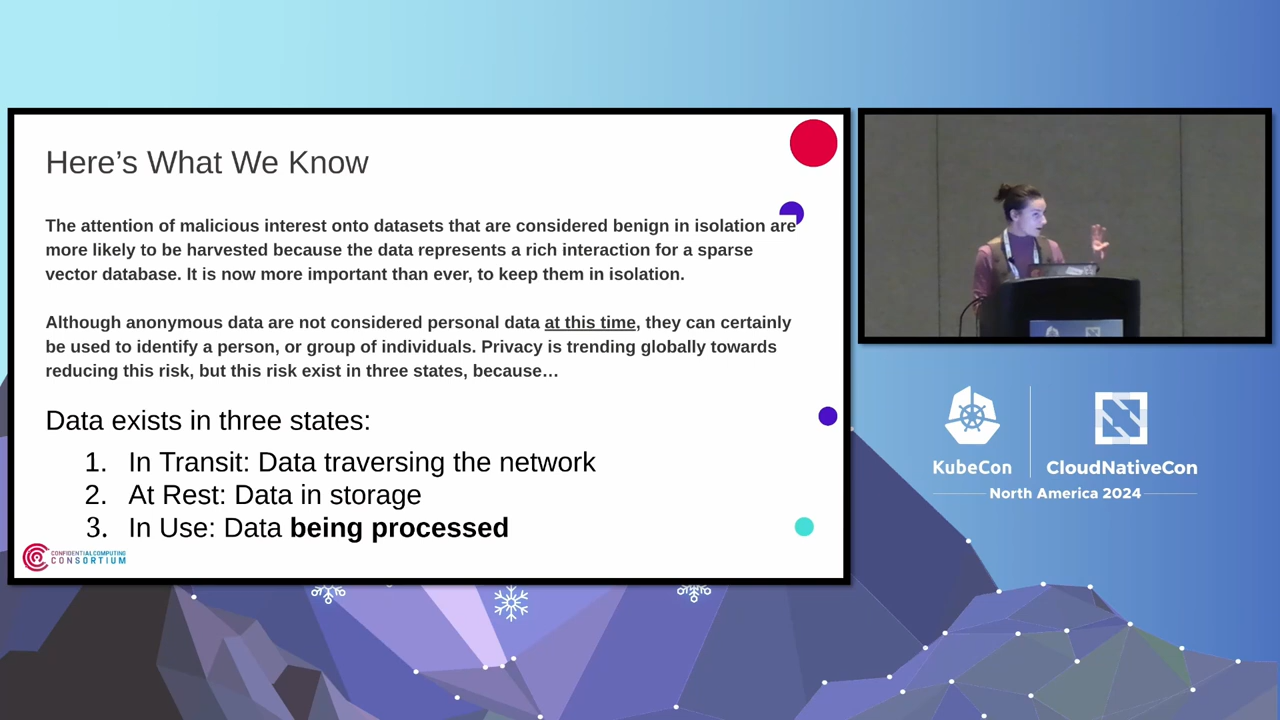 Here’s What We Know
The attention of malicious interest onto datasets that are considered benign in isolation are
more likely to be harvested because the data represents a rich interaction for a sparse
vector database. It is now more important than ever, to keep them in isolation.
Although anonymous data are not considered personal data at this time, they can certainly
be used to identify a person, or group of individuals. Privacy is trending globally towards
reducing this risk, but this risk exist in three states, because…
Data exists in three states:
1. In Transit: Data traversing the network
2. At Rest: Data in storage
3. In Use: Data being processed
CONFIDENTIAL COMPUTING
CONSORTIUM
KubeCon
CloudNativeCon
North America 2024